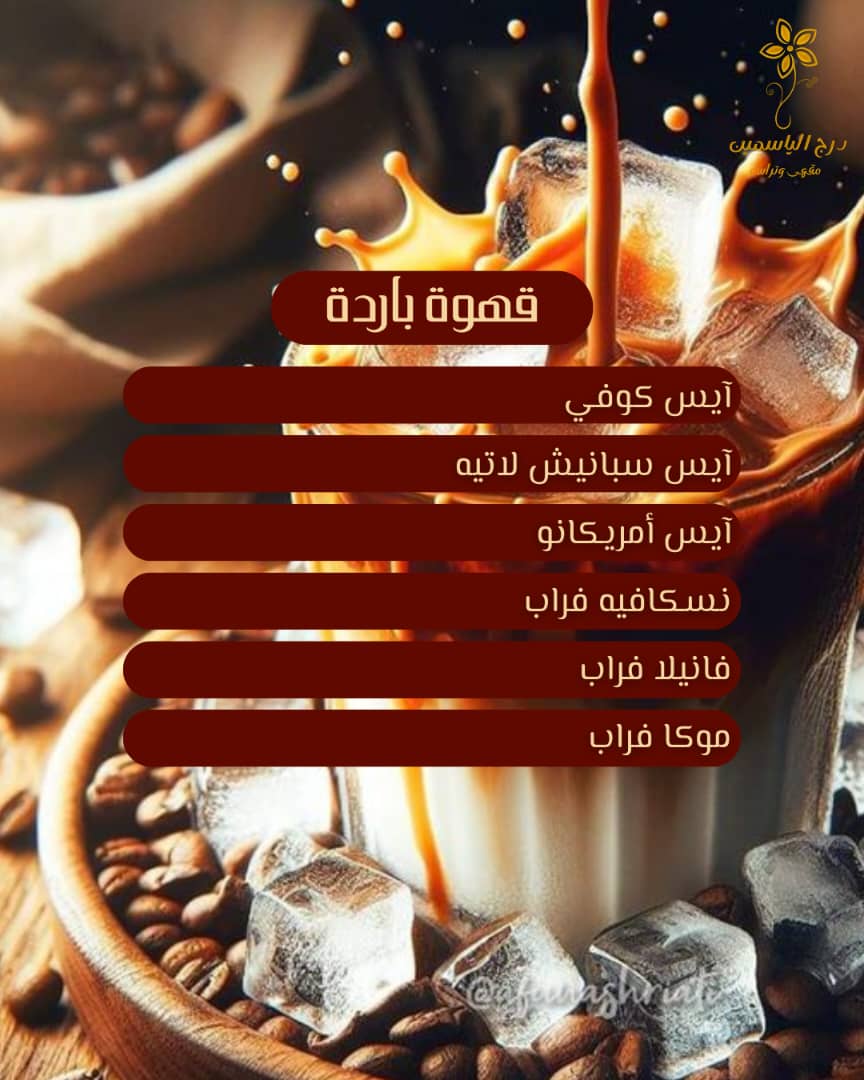 درج الياسمين
مقهى وتراس
قهوة باردة
آيس كوفي
آيس سبانيش لاتيه
آيس أمريكانو
نسكافيه فراب
فانيلا فراب
موكا فراب